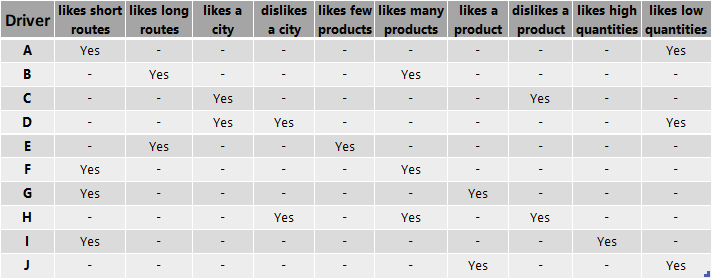 Driver likes short routes likes long routes likes a city dislikes a city likes few products likes many products likes a product dislikes a product likes high quantities likes low quantities
A Yes - - - - - - - - Yes
B - Yes - - - Yes - - - -
C - - Yes - - - - Yes - -
D - - Yes Yes - - - - - Yes
E - Yes - - Yes - - - - -
F Yes - - - - Yes - - - -
G Yes - - - - - Yes - - -
H - - - Yes - Yes - Yes - -
I Yes - - - - - - - Yes -
J - - - - - - Yes - - Yes